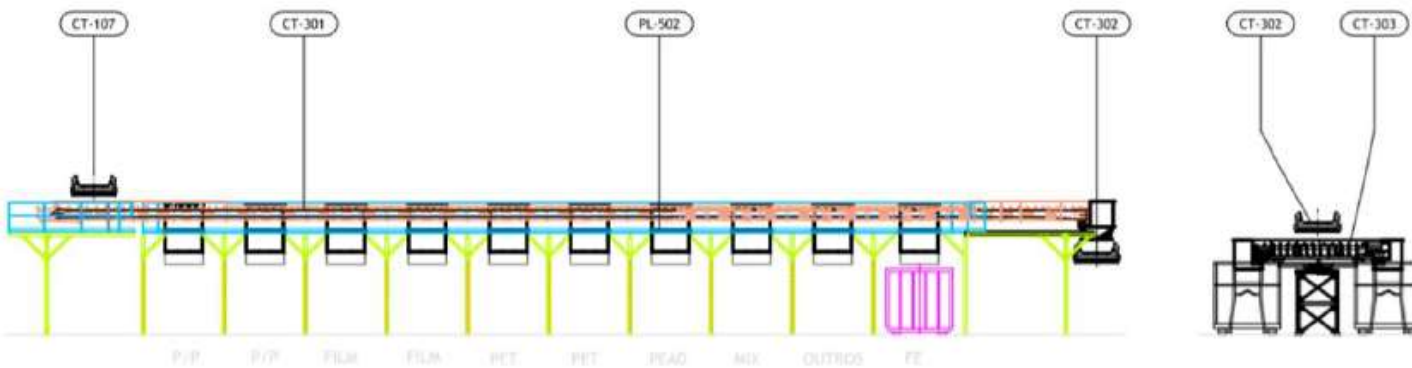 CT-107 CT-301 PL-502 CT-302 CT-302 CT-303
P/P P/P FILM FILM PET PET PEAD MIX OUTROS FE